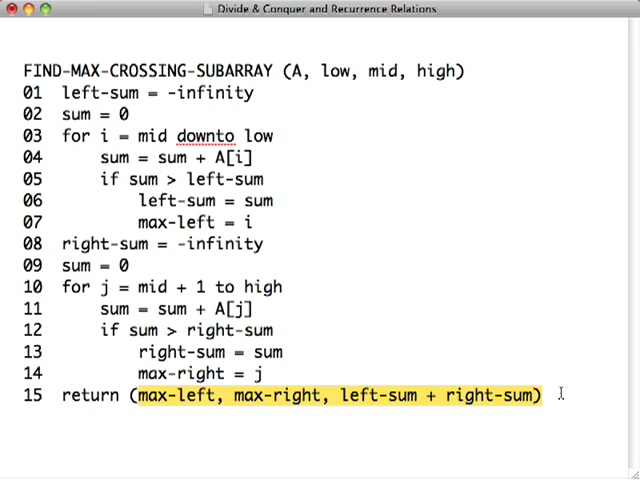 Divide & Conquer and Recurrence Relations
FIND-MAX-CROSSING-SUBARRAY (A, low, mid, high)
01 left-sum = -infinity
02 sum = 0
03 for i = mid downto low
04 sum = sum + A[i]
05 if sum > left-sum
06 left-sum = sum
07 max-left = i
08 right-sum = -infinity
09 sum = 0
10 for j = mid + 1 to high
11 sum = sum + A[j]
12 if sum > right-sum
13 right-sum = sum
14 max-right = j
15 return (max-left, max-right, left-sum + right-sum)